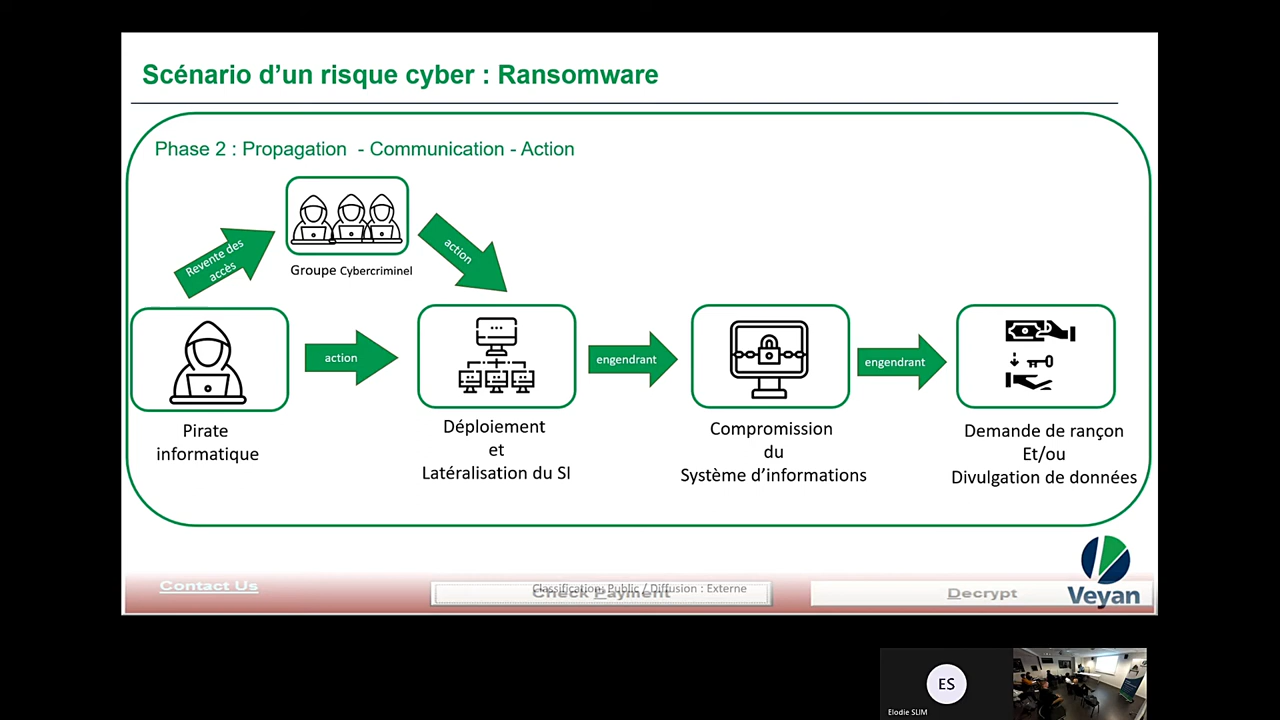 Scénario d'un risque cyber : Ransomware
Phase 2 : Propagation - Communication - Action
Revente des
accès
action
Groupe Cybercriminel
action
engendrant
engendrant
Pirate
informatique
Déploiement
et
Latéralisation du SI
Compromission
du
Système d'informations
Demande de rançon
Et/ou
Divulgation de données
Contact Us
Classification: Public / Diffusion : Externe
Check Payment
Decrypt
Veyan
ES
Elodie SLIM